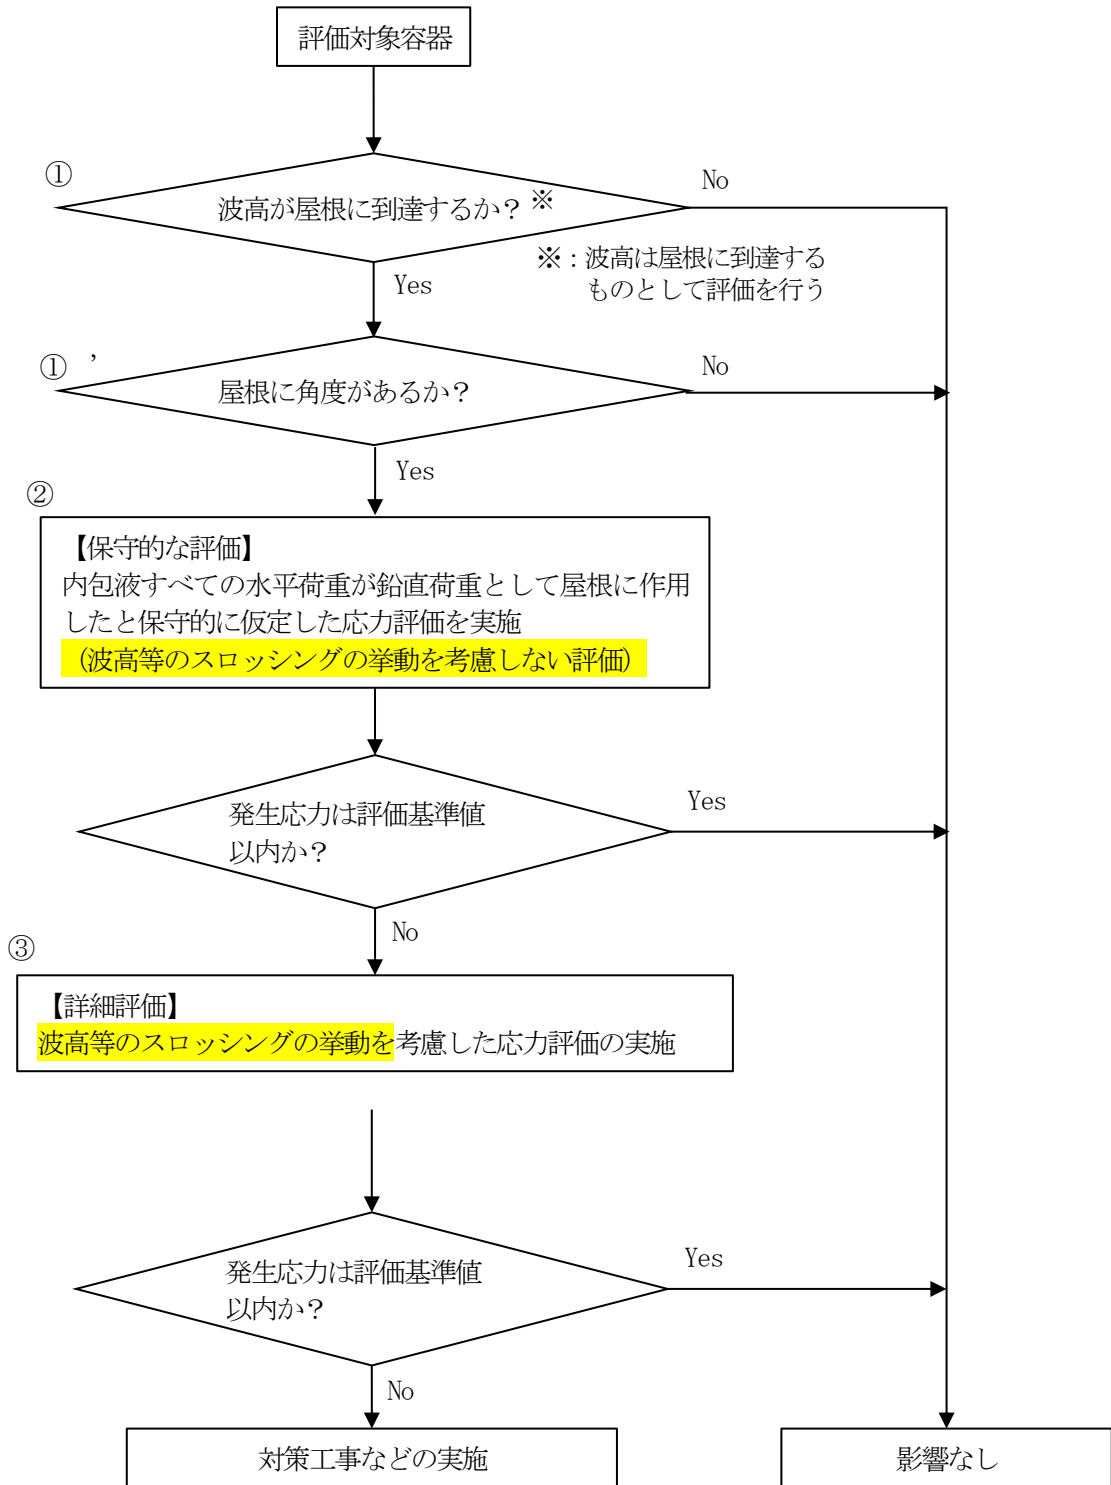 評価対象容器
①
波高が屋根に到達するか？※
No
※：波高は屋根に到達する
ものとして評価を行う
Yes
①’
屋根に角度があるか？
No
Yes
②
【保守的な評価】
内包液すべての水平荷重が鉛直荷重として屋根に作用
したと保守的に仮定した応力評価を実施
（波高等のスロッシングの挙動を考慮しない評価）
発生応力は評価基準値
以内か？
Yes
No
③
【詳細評価】
波高等のスロッシングの挙動を考慮した応力評価の実施
発生応力は評価基準値
以内か？
Yes
No
対策工事などの実施
影響なし